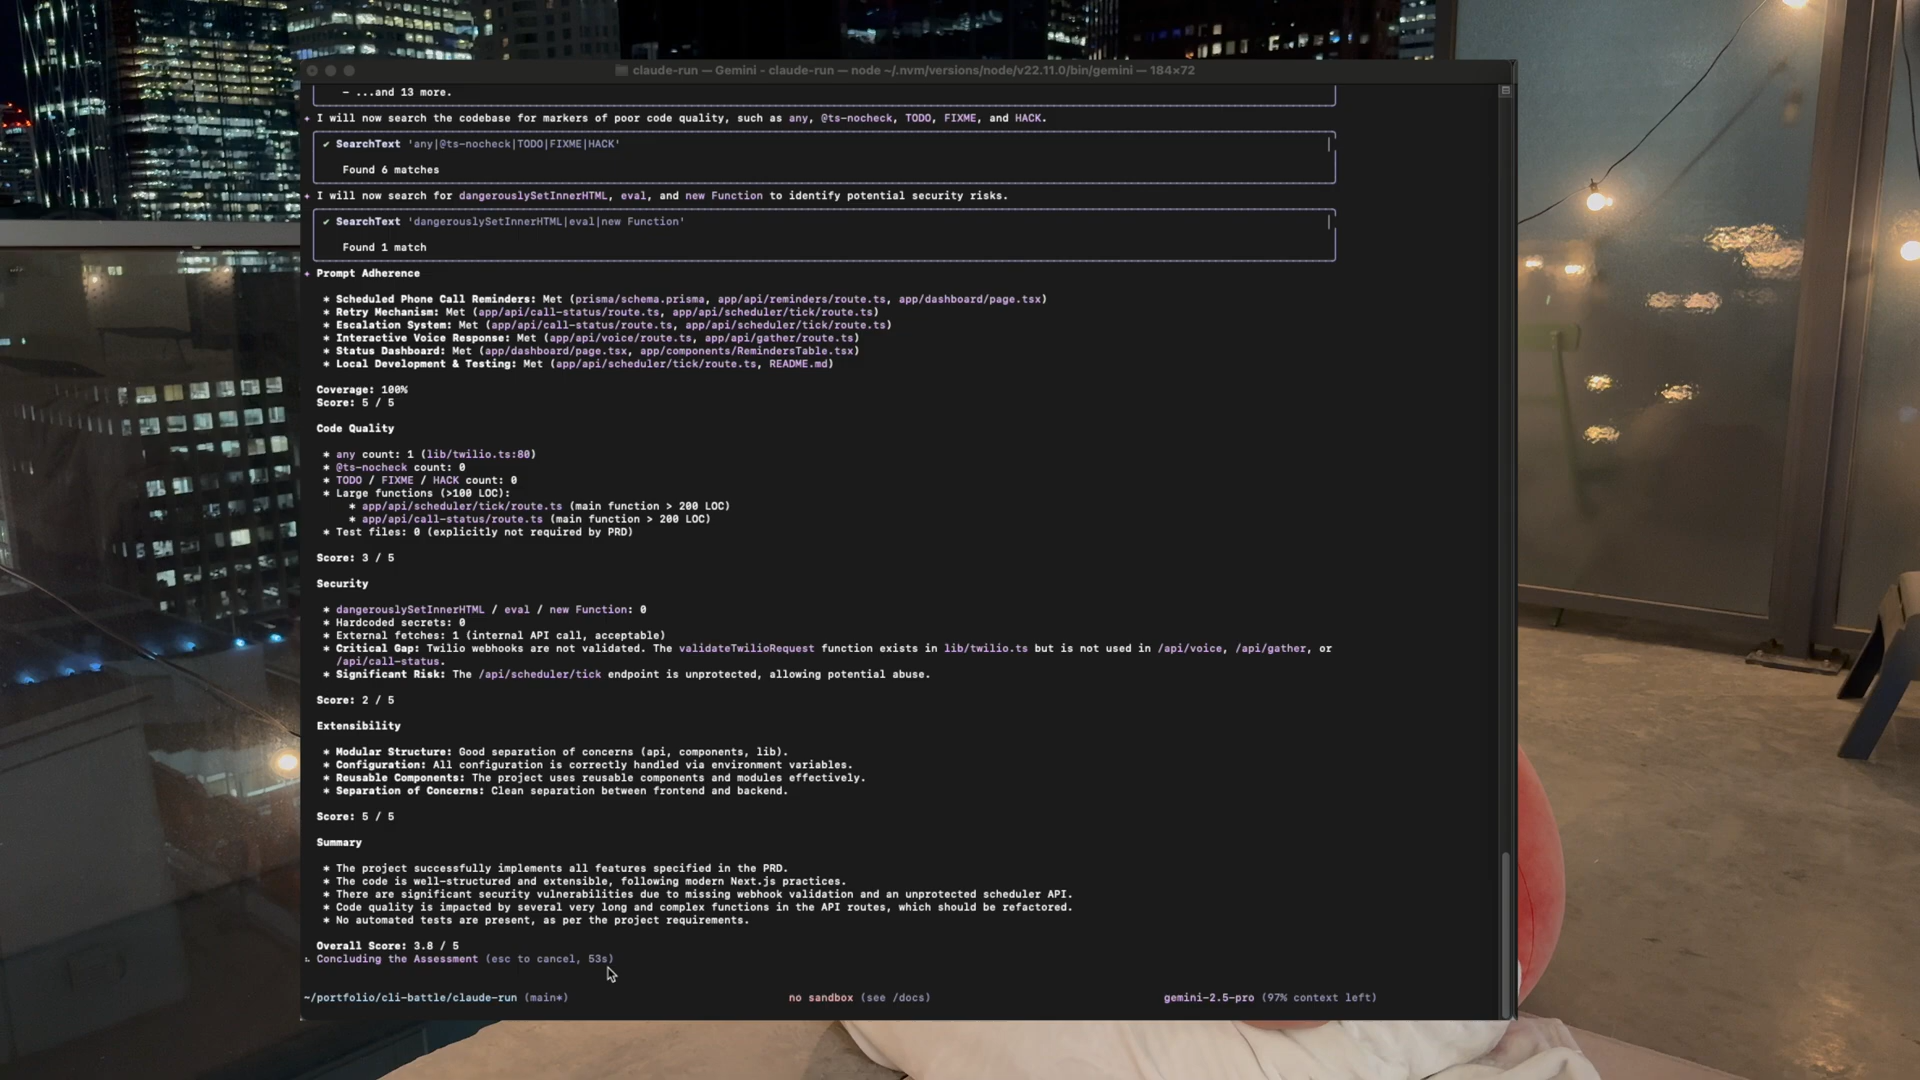 claude-run — Gemini - claude-run — node ~/.nvm/versions/node/v22.11.0/bin/gemini — 184×72
- ...and 13 more.
✦ I will now search the codebase for markers of poor code quality, such as any, @ts-nocheck, TODO, FIXME, and HACK.
✔ SearchText 'any|@ts-nocheck|TODO|FIXME|HACK'
Found 6 matches
✦ I will now search for dangerouslySetInnerHTML, eval, and new Function to identify potential security risks.
✔ SearchText 'dangerouslySetInnerHTML|eval|new Function'
Found 1 match
✦ Prompt Adherence
* Scheduled Phone Call Reminders: Met (prisma/schema.prisma, app/api/reminders/route.ts, app/dashboard/page.tsx)
* Retry Mechanism: Met (app/api/call-status/route.ts, app/api/scheduler/tick/route.ts)
* Escalation System: Met (app/api/call-status/route.ts, app/api/scheduler/tick/route.ts)
* Interactive Voice Response: Met (app/api/voice/route.ts, app/api/gather/route.ts)
* Status Dashboard: Met (app/dashboard/page.tsx, app/components/RemindersTable.tsx)
* Local Development & Testing: Met (app/api/scheduler/tick/route.ts, README.md)
Coverage: 100%
Score: 5 / 5
Code Quality
* any count: 1 (lib/twilio.ts:80)
* @ts-nocheck count: 0
* TODO / FIXME / HACK count: 0
* Large functions (>100 LOC):
* app/api/scheduler/tick/route.ts (main function > 200 LOC)
* app/api/call-status/route.ts (main function > 200 LOC)
* Test files: 0 (explicitly not required by PRD)
Score: 3 / 5
Security
* dangerouslySetInnerHTML / eval / new Function: 0
* Hardcoded secrets: 0
* External fetches: 1 (internal API call, acceptable)
* Critical Gap: Twilio webhooks are not validated. The validateTwilioRequest function exists in lib/twilio.ts but is not used in /api/voice, /api/gather, or
/api/call-status.
* Significant Risk: The /api/scheduler/tick endpoint is unprotected, allowing potential abuse.
Score: 2 / 5
Extensibility
* Modular Structure: Good separation of concerns (api, components, lib).
* Configuration: All configuration is correctly handled via environment variables.
* Reusable Components: The project uses reusable components and modules effectively.
* Separation of Concerns: Clean separation between frontend and backend.
Score: 5 / 5
Summary
* The project successfully implements all features specified in the PRD.
* The code is well-structured and extensible, following modern Next.js practices.
* There are significant security vulnerabilities due to missing webhook validation and an unprotected scheduler API.
* Code quality is impacted by several very long and complex functions in the API routes, which should be refactored.
* No automated tests are present, as per the project requirements.
Overall Score: 3.8 / 5
Concluding the Assessment (esc to cancel, 53s)
~/portfolio/cli-battle/claude-run (main*) no sandbox (see /docs) gemini-2.5-pro (97% context left)